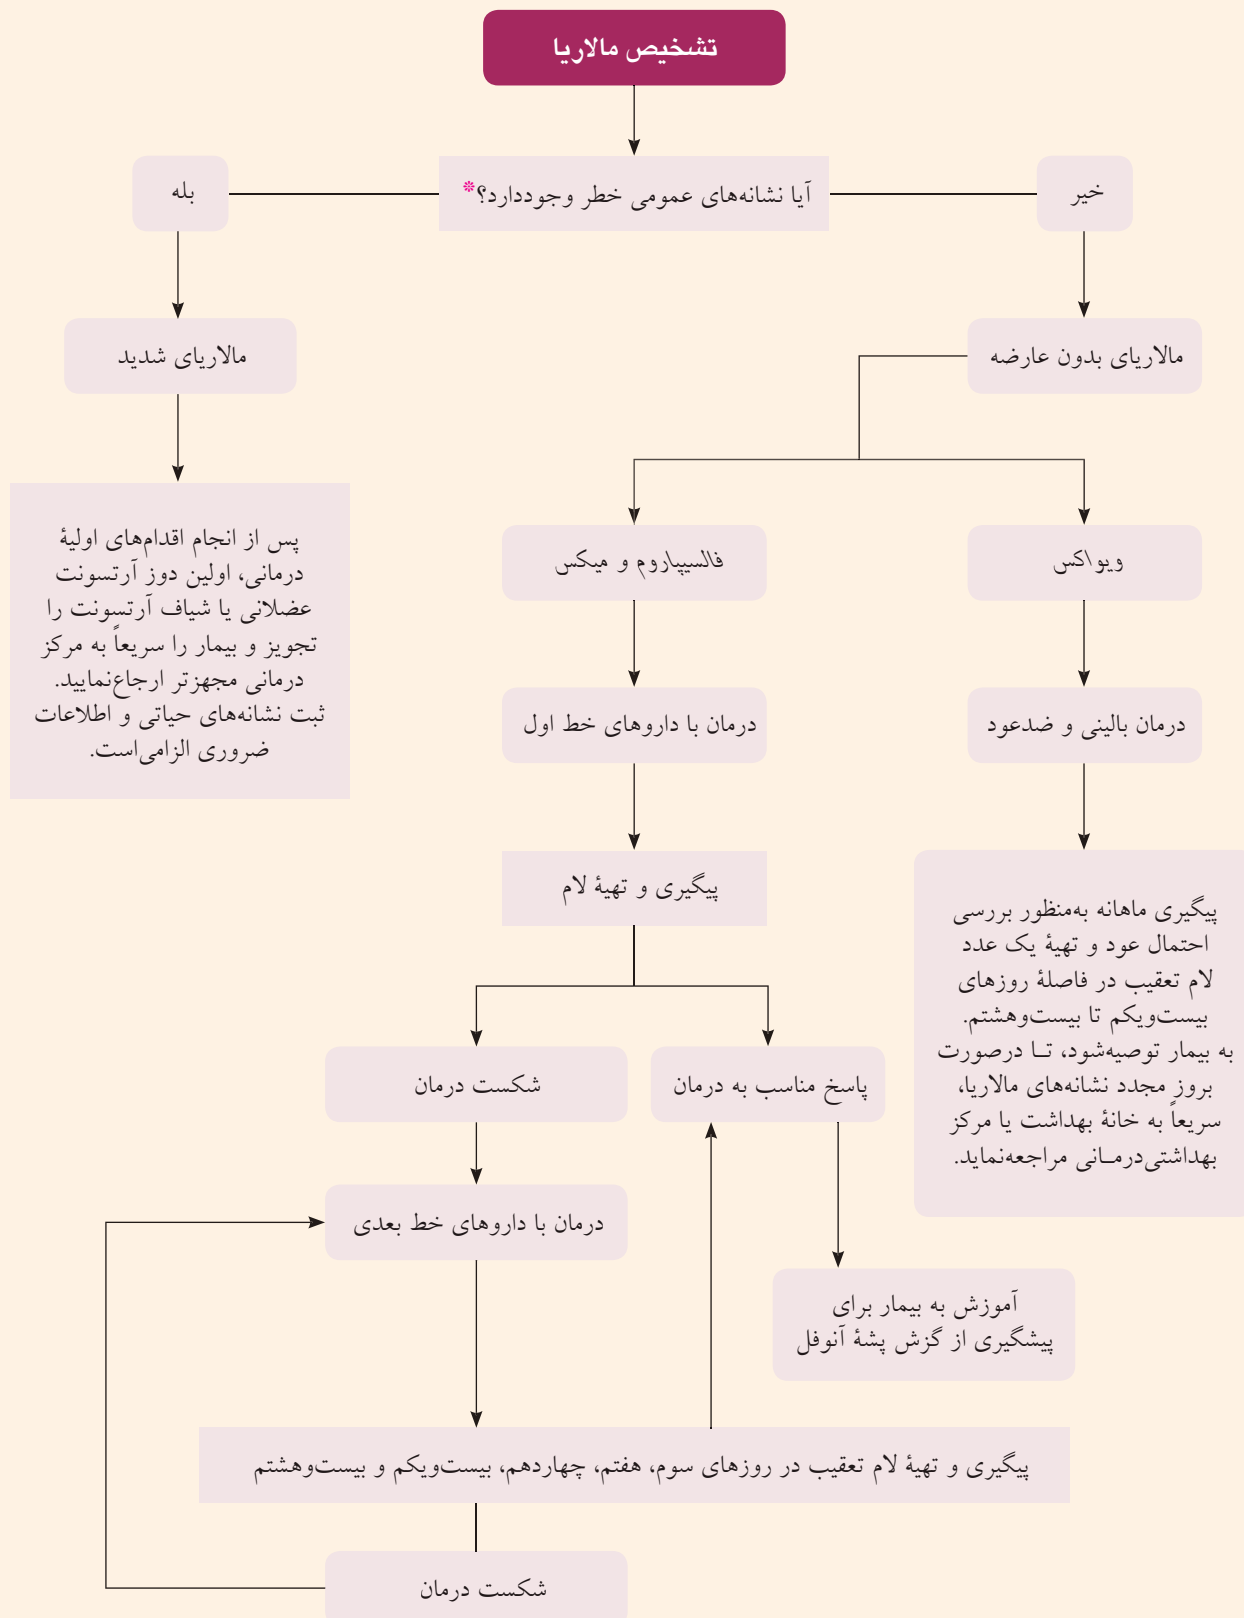 تشخیص مالاریا
آیا نشانه‌های عمومی خطر وجوددارد؟*
خیر
بله
مالاریای بدون عارضه
مالاریای شدید
ویواکس
فالسیپاروم و میکس
پس از انجام اقدام‌های اولیهٔ
درمانی، اولین دوز آرتسونت
عضلانی یا شیاف آرتسونت را
تجویز و بیمار را سریعاً به مرکز
درمانی مجهزتر ارجاع‌نمایید.
ثبت نشانه‌های حیاتی و اطلاعات
ضروری الزامی‌است.
درمان بالینی و ضدعود
درمان با داروهای خط اول
پیگیری ماهانه به‌منظور بررسی
احتمال عود و تهیهٔ یک عدد
لام تعقیب در فاصلهٔ روزهای
بیست‌ویکم تا بیست‌وهشتم.
به بیمار توصیه‌شود، تـا درصورت
بروز مجدد نشانه‌های مالاریا،
سریعاً به خانهٔ بهداشت یا مرکز
بهداشتی‌درمـانی مراجعه‌نماید.
پیگیری و تهیهٔ لام
پاسخ مناسب به درمان
شکست درمان
درمان با داروهای خط بعدی
آموزش به بیمار برای
پیشگیری از گزش پشهٔ آنوفل
پیگیری و تهیهٔ لام تعقیب در روزهای سوم، هفتم، چهاردهم، بیست‌ویکم و بیست‌وهشتم
شکست درمان